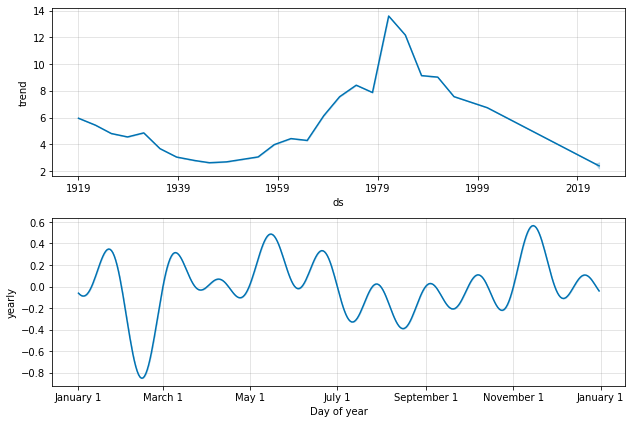 14
12
10
8
6
4
2
trend
1919 1939 1959 1979 1999 2019
ds
0.6
0.4
0.2
0.0
−0.2
−0.4
−0.6
−0.8
yearly
January 1 March 1 May 1 July 1 September 1 November 1 January 1
Day of year